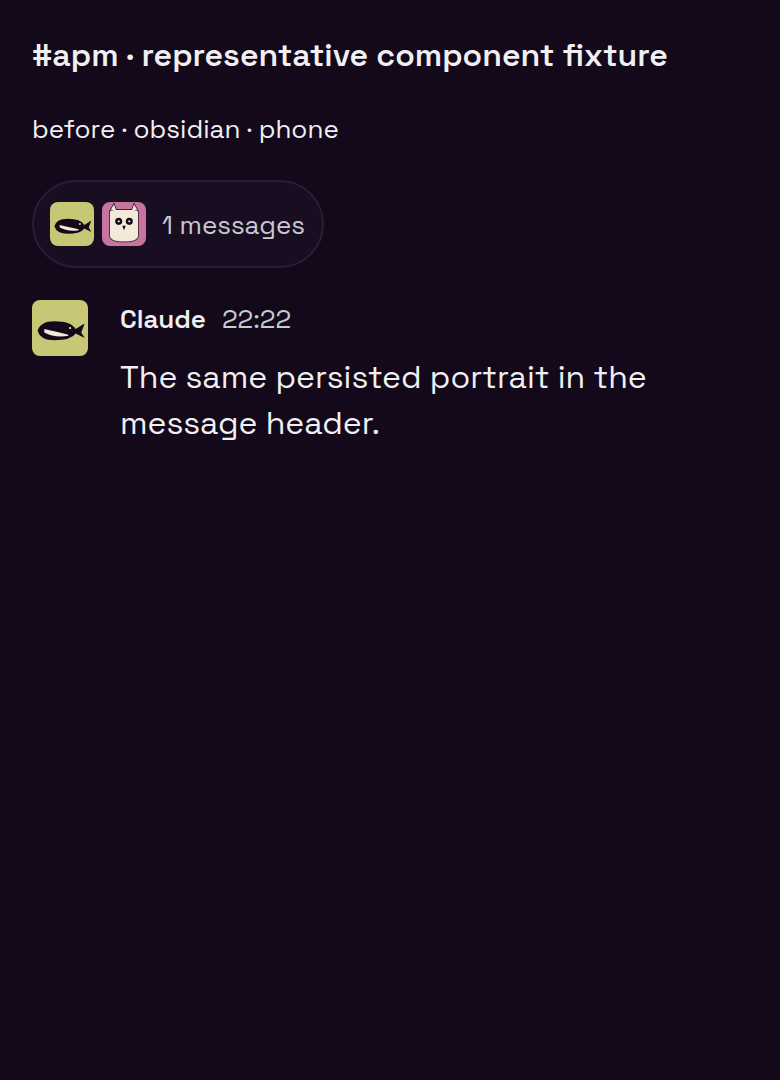 #apm · representative component fixture
before · obsidian · phone
1 messages
Claude 22:22
The same persisted portrait in the
message header.